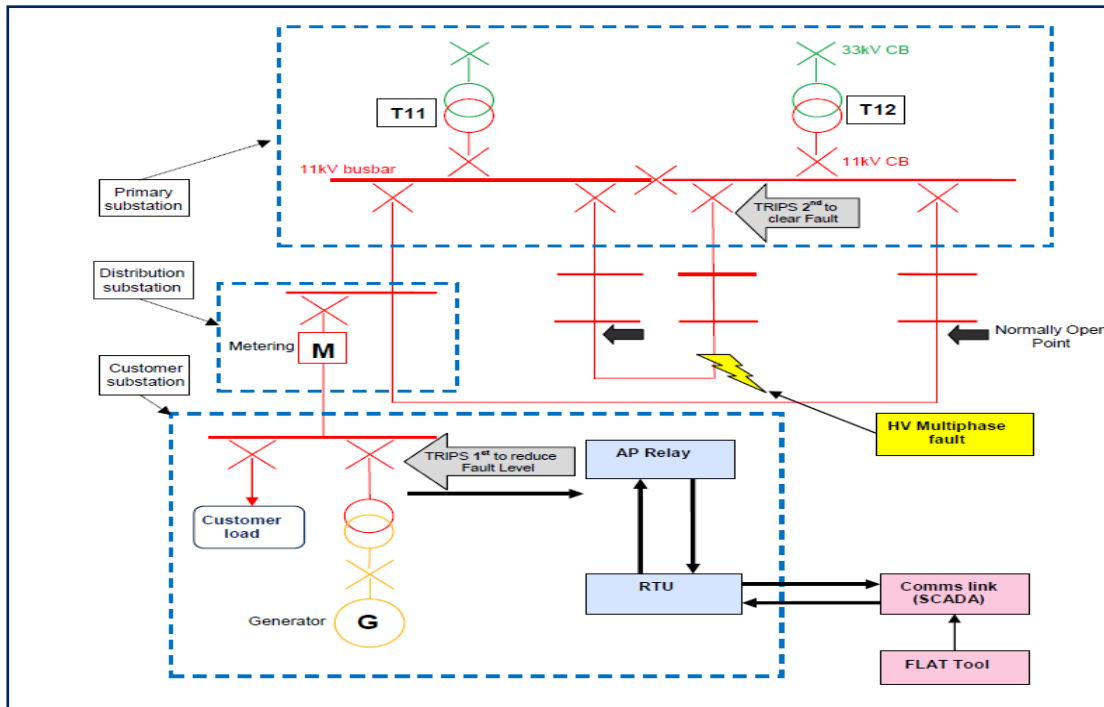 33kV CB
T11
T12
11kV busbar
11kV CB
Primary
substation
TRIPS 2nd to
clear Fault
Distribution
substation
Metering
M
Normally Open
Point
Customer
substation
HV Multiphase
fault
TRIPS 1st to reduce
Fault Level
AP Relay
Customer
load
RTU
Comms link
(SCADA)
Generator
G
FLAT Tool